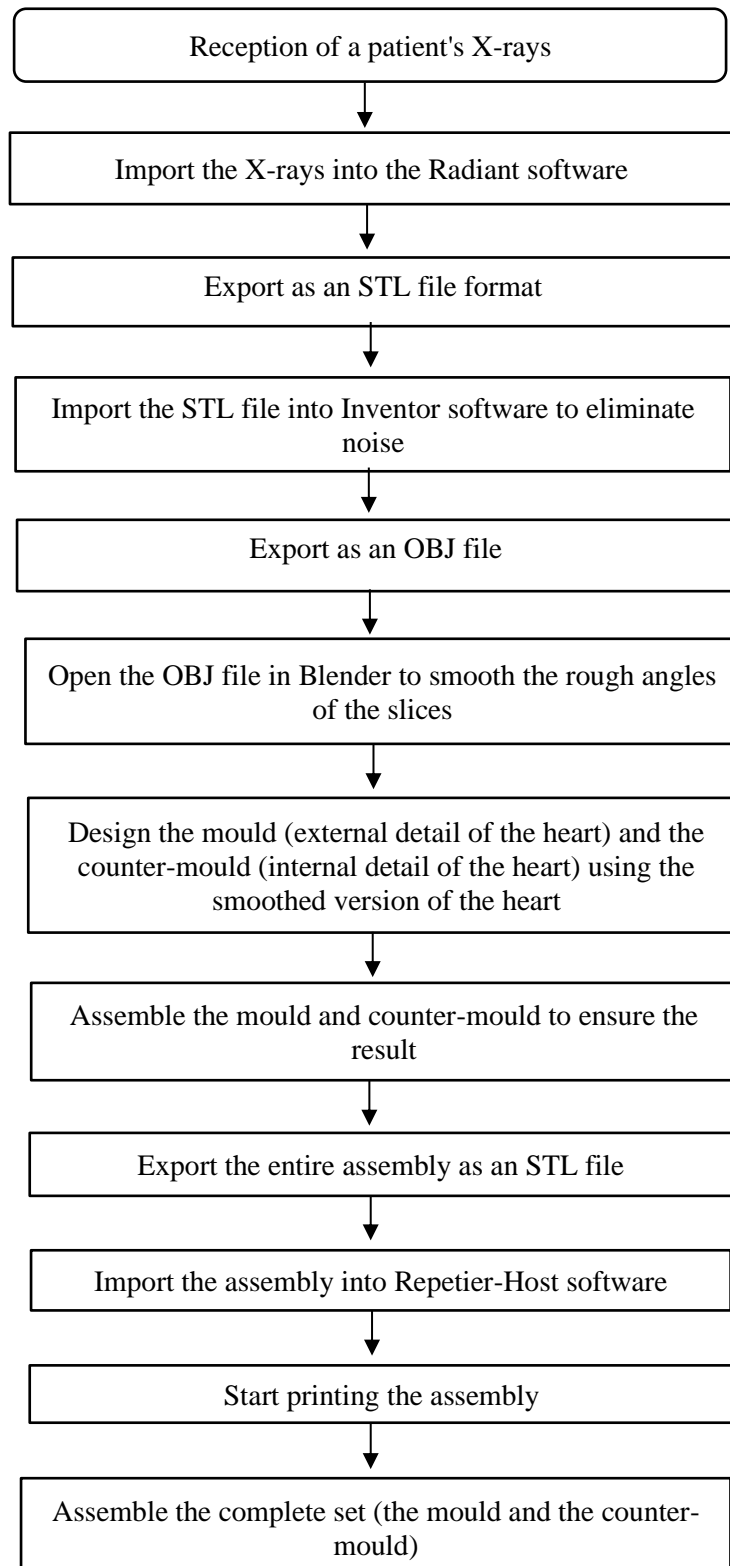 Reception of a patient's X-rays
Import the X-rays into the Radiant software
Export as an STL file format
Import the STL file into Inventor software to eliminate
noise
Export as an OBJ file
Open the OBJ file in Blender to smooth the rough angles
of the slices
Design the mould (external detail of the heart) and the
counter-mould (internal detail of the heart) using the
smoothed version of the heart
Assemble the mould and counter-mould to ensure the
result
Export the entire assembly as an STL file
Import the assembly into Repetier-Host software
Start printing the assembly
Assemble the complete set (the mould and the counter-
mould)